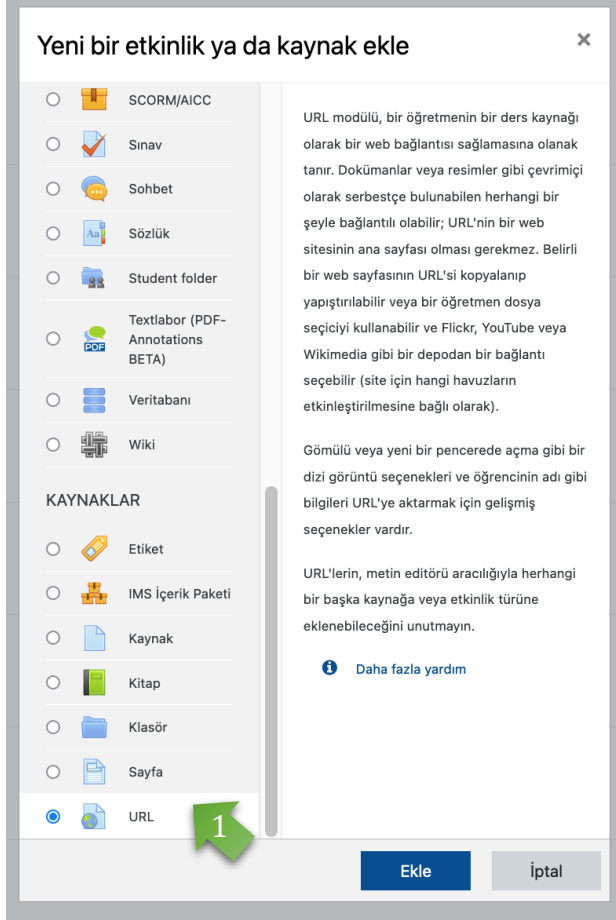 Yeni bir etkinlik ya da kaynak ekle
×
SCORM/AICC
Sınav
Sohbet
Aa
Sözlük
Student folder
PDF
Textlabor (PDF-
Annotations
BETA)
Veritabanı
Wiki
KAYNAKLAR
Etiket
IMS İçerik Paketi
Kaynak
Kitap
Klasör
Sayfa
URL
1
URL modülü, bir öğretmenin bir ders kaynağı
olarak bir web bağlantısı sağlamasına olanak
tanır. Dokümanlar veya resimler gibi çevrimiçi
olarak serbestçe bulunabilen herhangi bir
şeyle bağlantılı olabilir; URL'nin bir web
sitesinin ana sayfası olması gerekmez. Belirli
bir web sayfasının URL'si kopyalanıp
yapıştırılabilir veya bir öğretmen dosya
seçiciyi kullanabilir ve Flickr, YouTube veya
Wikimedia gibi bir depodan bir bağlantı
seçebilir (site için hangi havuzların
etkinleştirilmesine bağlı olarak).
Gömülü veya yeni bir pencerede açma gibi bir
dizi görüntü seçenekleri ve öğrencinin adı gibi
bilgileri URL'ye aktarmak için gelişmiş
seçenekler vardır.
URL'lerin, metin editörü aracılığıyla herhangi
bir başka kaynağa veya etkinlik türüne
eklenebileceğini unutmayın.
Daha fazla yardım
Ekle
İptal